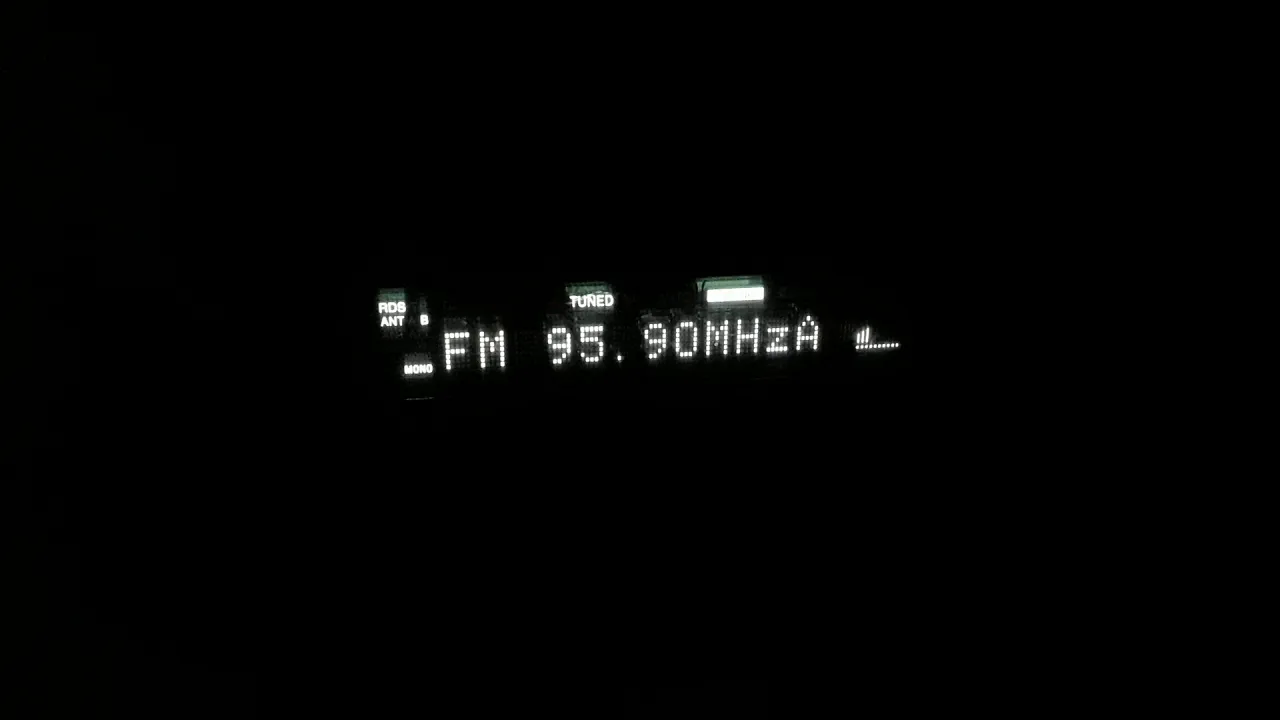 RDS
TUNED
ANT B
FM 95.90MHzA
MONO